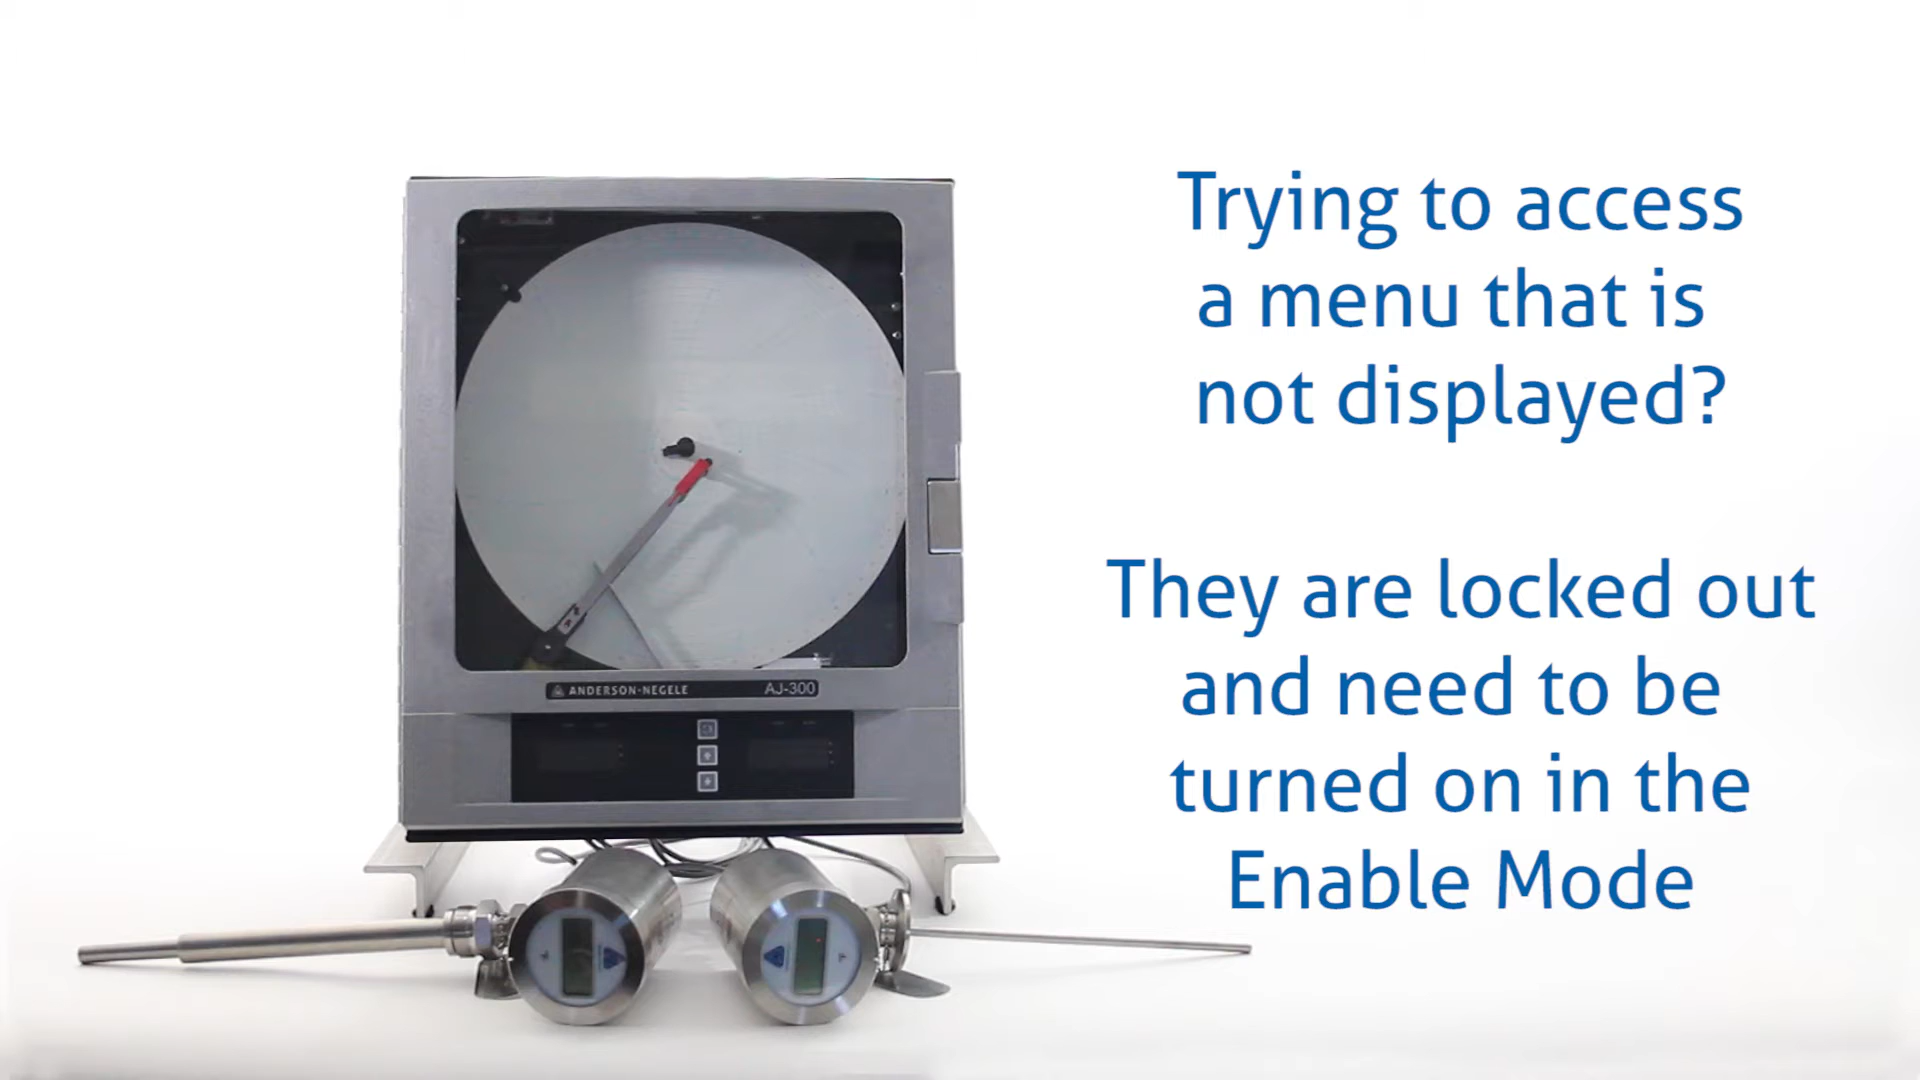 Trying to access
a menu that is
not displayed?
They are locked out
and need to be
turned on in the
Enable Mode
ANDERSON-NEGELE AJ-300